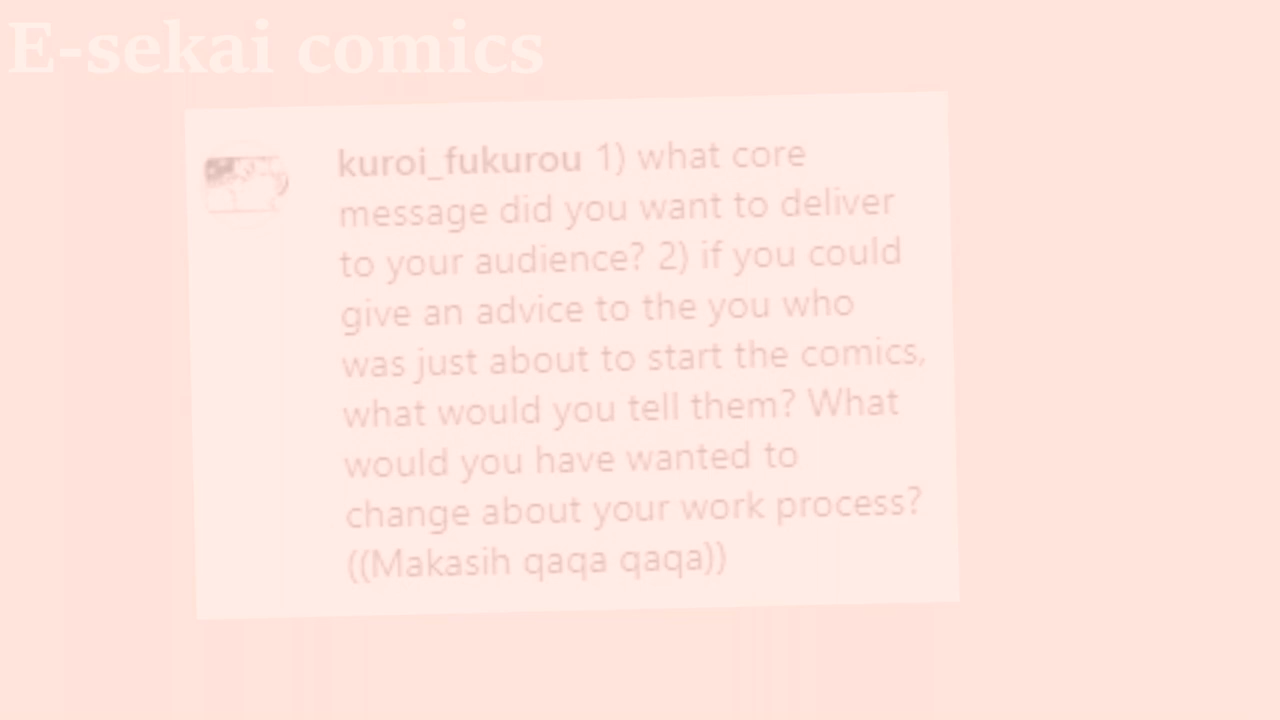 E-sekai comics
kuroi_fukurou 1) what core
message did you want to deliver
to your audience? 2) if you could
give an advice to the you who
was just about to start the comics,
what would you tell them? What
would you have wanted to
change about your work process?
((Makasih qaqa qaqa))